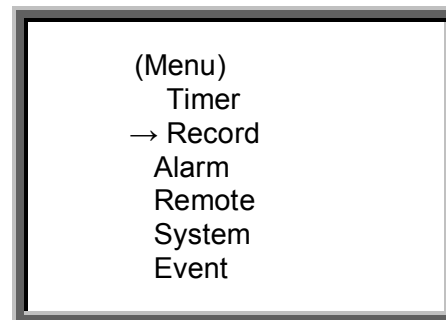 (Menu)
Timer
→ Record
Alarm
Remote
System
Event